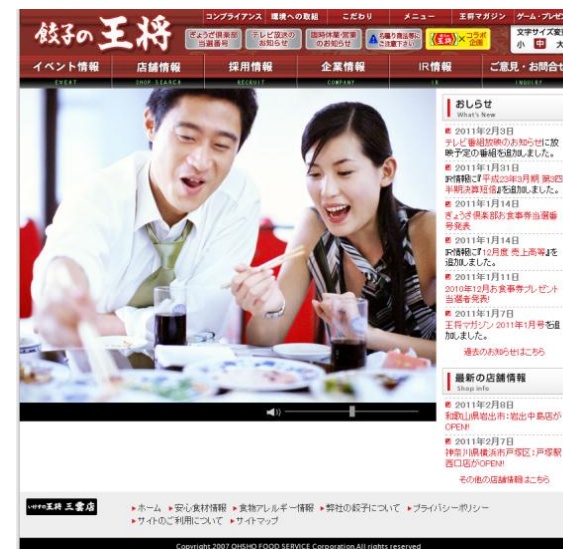 餃子の王将
コンプライアンス 環境への取組 こだわり メニュー 王将マガジン ゲーム・プレゼ
ぎょうざ倶楽部 当選番号
テレビ放送の お知らせ
臨時休業・営業 のお知らせ
ご注意下さい
コラボ 企画
文字サイズ変
小 中 大
イベント情報 店舗情報 採用情報 企業情報 IR情報 ご意見・お問合せ
EVENT SHOP SEARCH RECRUIT COMPANY IR INQUIRY
おしらせ
What's New
2011年2月3日
テレビ番組放映のお知らせに放
映予定の番組を追加しました。
2011年1月31日
IR情報に『平成23年3月期 第3四
半期決算短信』を追加しました。
2011年1月14日
ぎょうざ倶楽部お食事券当選番
号発表
2011年1月14日
IR情報に『12月度 売上高等』を
追加しました。
2011年1月11日
2010年12月お食事券プレゼント
当選者発表!
2011年1月7日
王将マガジン 2011年1月号を追
加しました。
過去のお知らせはこちら
最新の店舗情報
Shop info
2011年2月8日
和歌山県岩出市:岩出中島店が
OPEN!
2011年2月7日
神奈川県横浜市戸塚区:戸塚駅
西口店がOPEN!
その他の店舗情報はこちら
王将 三雲店
ホーム 安心食材情報 食物アレルギー情報 弊社の餃子について プライバシーポリシー
サイトのご利用について サイトマップ
Copyright 2007 OHSHO FOOD SERVICE Corporation.All rights reserved